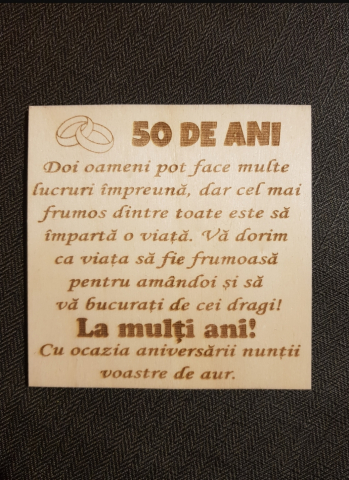 50 DE ANI
Doi oameni pot face multe
lucruri împreună, dar cel mai
frumos dintre toate este să
împartă o viață. Vă dorim
ca viața să fie frumoasă
pentru amândoi și să
vă bucurați de cei dragi!
La mulți ani!
Cu ocazia aniversării nunții
voastre de aur.